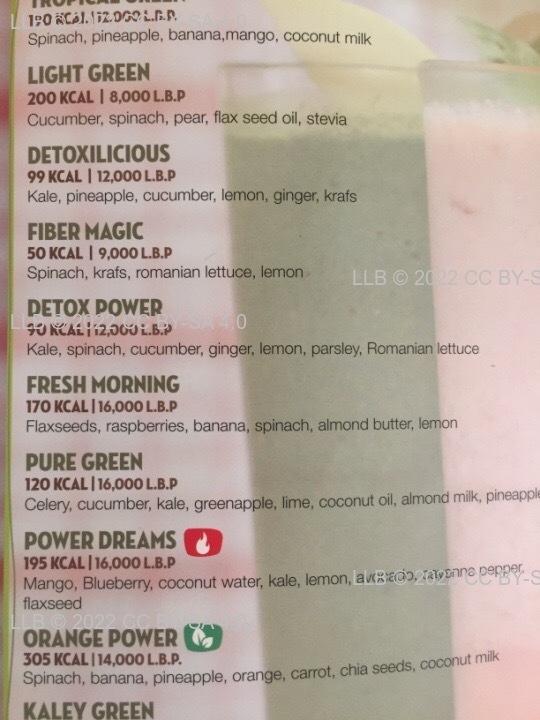 TROPICAL GREEN
190 KCAL | 12,000 L.B.P
Spinach, pineapple, banana,mango, coconut milk
LIGHT GREEN
200 KCAL | 8,000 L.B.P
Cucumber, spinach, pear, flax seed oil, stevia
DETOXILICIOUS
99 KCAL | 12,000 L.B.P
Kale, pineapple, cucumber, lemon, ginger, krafs
FIBER MAGIC
50 KCAL | 9,000 L.B.P
Spinach, krafs, romanian lettuce, lemon
LLB © 2022 CC BY-S
DETOX POWER
LLB © 2022 CC BY-SA 4.0
90 KCAL | 12,000 L.B.P
Kale, spinach, cucumber, ginger, lemon, parsley, Romanian lettuce
FRESH MORNING
170 KCAL | 16,000 L.B.P
Flaxseeds, raspberries, banana, spinach, almond butter, lemon
PURE GREEN
120 KCAL | 16,000 L.B.P
Celery, cucumber, kale, greenapple, lime, coconut oil, almond milk, pineapple
POWER DREAMS
195 KCAL | 16,000 L.B.P
Mango, Blueberry, coconut water, kale, lemon, avocado, cayenne pepper,
LLB © 2022 CC BY-S
flaxseed
LLB © 2022 CC BY-SA 4.0
ORANGE POWER
305 KCAL | 14,000 L.B.P.
Spinach, banana, pineapple, orange, carrot, chia seeds, coconut milk
KALEY GREEN